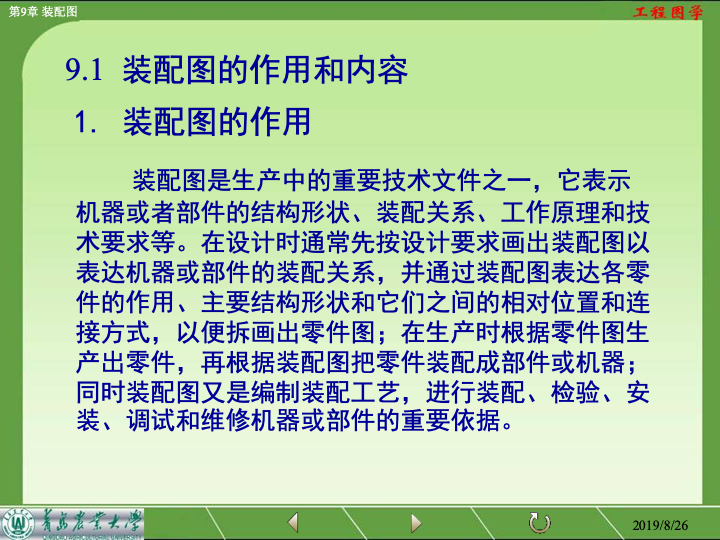 第9章 装配图
工程图学
9.1 装配图的作用和内容
1. 装配图的作用
装配图是生产中的重要技术文件之一，它表示
机器或者部件的结构形状、装配关系、工作原理和技
术要求等。在设计时通常先按设计要求画出装配图以
表达机器或部件的装配关系，并通过装配图表达各零
件的作用、主要结构形状和它们之间的相对位置和连
接方式，以便拆画出零件图；在生产时根据零件图生
产出零件，再根据装配图把零件装配成部件或机器；
同时装配图又是编制装配工艺，进行装配、检验、安
装、调试和维修机器或部件的重要依据。
青岛农业大学
2019/8/26